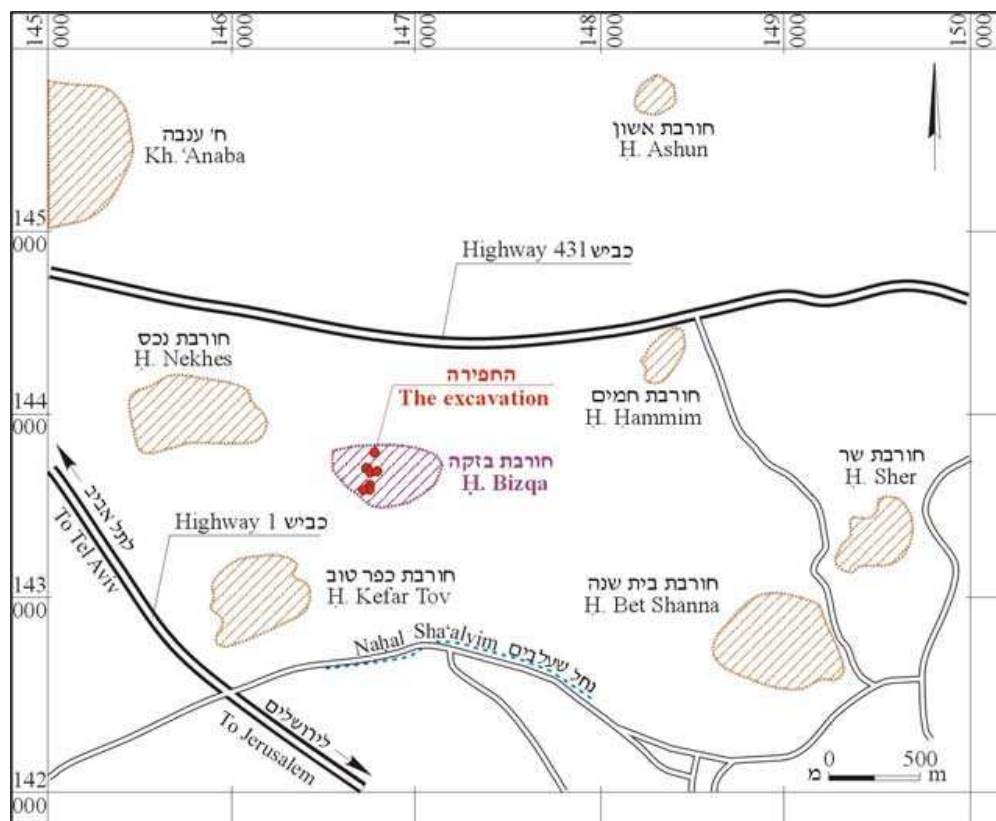 145
000
146
000
147
000
148
000
149
000
150
000
ח' ענבה
Kh. ‘Anaba
חורבת אשון
Ḥ. Ashun
145
000
Highway 431 כביש
חורבת נכס
Ḥ. Nekhes
החפירה
The excavation
חורבת חמים
Ḥ. Ḥammim
144
000
חורבת בזקה
Ḥ. Bizqa
חורבת שר
Ḥ. Sher
לתל אביב
To Tel Aviv
Highway 1 כביש
143
000
חורבת כפר טוב
Ḥ. Kefar Tov
חורבת בית שנה
Ḥ. Bet Shanna
Naḥal Sha‘alvim נחל שעלבים
לירושלים
To Jerusalem
142
000
מ 0 500 m